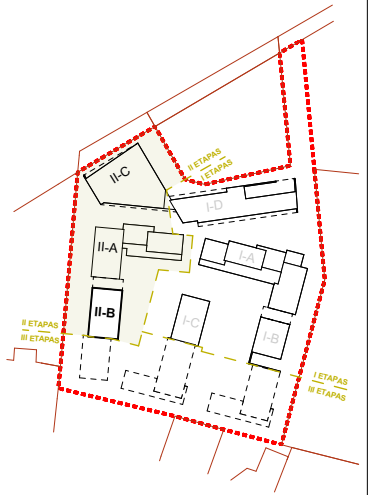 II ETAPAS
I ETAPAS
II-C
I-D
II-A
I-A
II-B
I-C
I-B
II ETAPAS
III ETAPAS
I ETAPAS
III ETAPAS